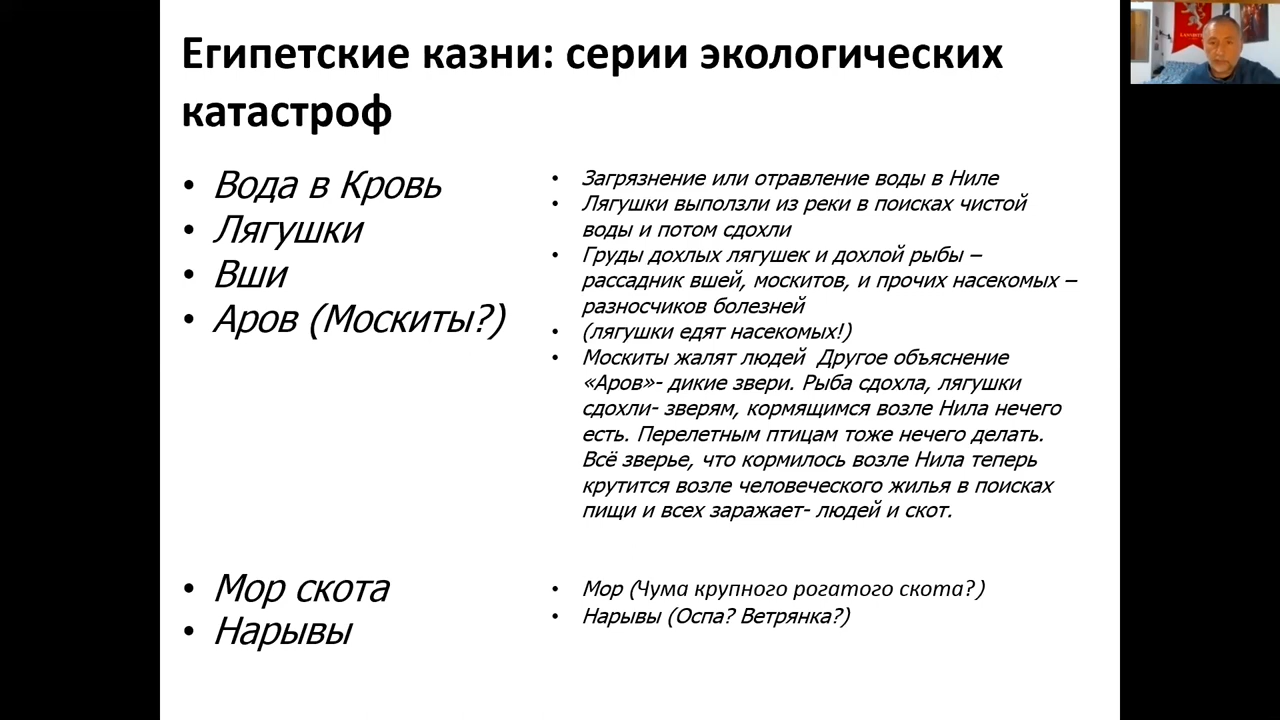 Египетские казни: серии экологических
катастроф
• Вода в Кровь
• Лягушки
• Вши
• Аров (Москиты?)
• Мор скота
• Нарывы
• Загрязнение или отравление воды в Ниле
• Лягушки выползли из реки в поисках чистой
воды и потом сдохли
• Груды дохлых лягушек и дохлой рыбы –
рассадник вшей, москитов, и прочих насекомых –
разносчиков болезней
• (лягушки едят насекомых!)
• Москиты жалят людей Другое объяснение
«Аров»- дикие звери. Рыба сдохла, лягушки
сдохли- зверям, кормящимся возле Нила нечего
есть. Перелетным птицам тоже нечего делать.
Всё зверье, что кормилось возле Нила теперь
крутится возле человеческого жилья в поисках
пищи и всех заражает- людей и скот.
• Мор (Чума крупного рогатого скота?)
• Нарывы (Оспа? Ветрянка?)